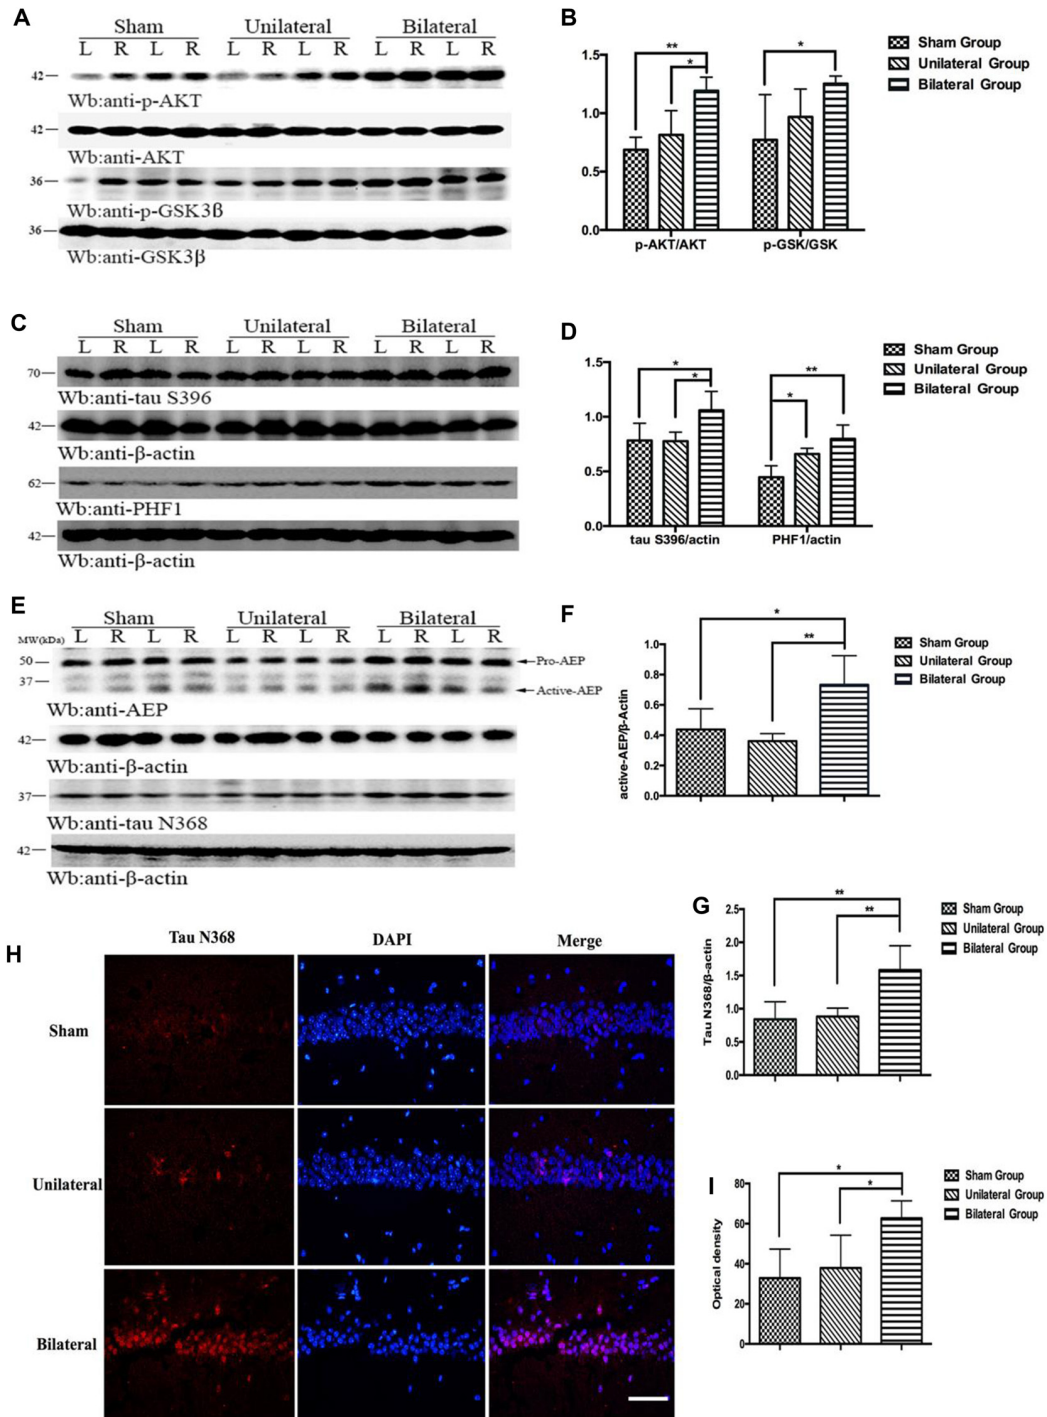 A
Sham Unilateral Bilateral
L R L R L R L R L R L R
42
Wb:anti-p-AKT
42
Wb:anti-AKT
36
Wb:anti-p-GSK3β
36
Wb:anti-GSK3β
B
Sham Group
Unilateral Group
Bilateral Group
** * *
1.5
1.0
0.5
0.0
p-AKT/AKT p-GSK/GSK
C
Sham Unilateral Bilateral
L R L R L R L R L R L R
70
Wb:anti-tau S396
42
Wb:anti-β-actin
62
Wb:anti-PHF1
42
Wb:anti-β-actin
D
Sham Group
Unilateral Group
Bilateral Group
* * * **
1.5
1.0
0.5
0.0
tau S396/actin PHF1/actin
E
Sham Unilateral Bilateral
MW(kDa) L R L R L R L R L R L R
50 Pro-AEP
37
Active-AEP
Wb:anti-AEP
42
Wb:anti-β-actin
37
Wb:anti-tau N368
42
Wb:anti-β-actin
F
Sham Group
Unilateral Group
Bilateral Group
* **
active-AEP/β-Actin
1.0
0.8
0.6
0.4
0.2
0.0
G
Sham Group
Unilateral Group
Bilateral Group
** **
Tau N368/β-actin
2.5
2.0
1.5
1.0
0.5
0.0
H
Tau N368 DAPI Merge
Sham
Unilateral
Bilateral
I
Sham Group
Unilateral Group
Bilateral Group
* *
Optical density
80
60
40
20
0